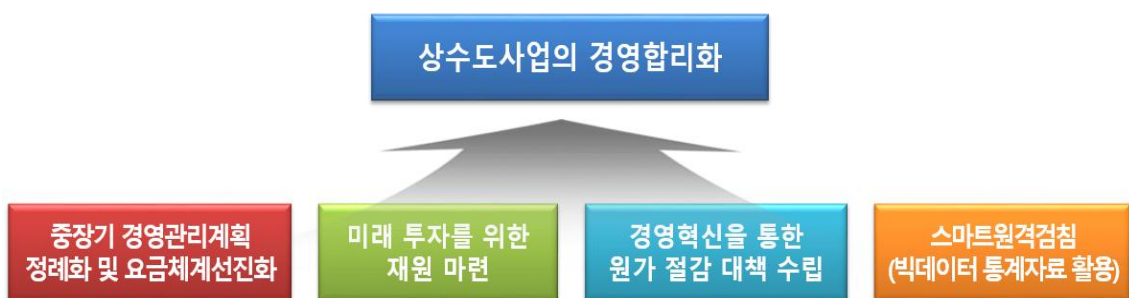 상수도사업의 경영합리화
중장기 경영관리계획
정례화 및 요금체계선진화
미래 투자를 위한
재원 마련
경영혁신을 통한
원가 절감 대책 수립
스마트원격검침
(빅데이터 통계자료 활용)